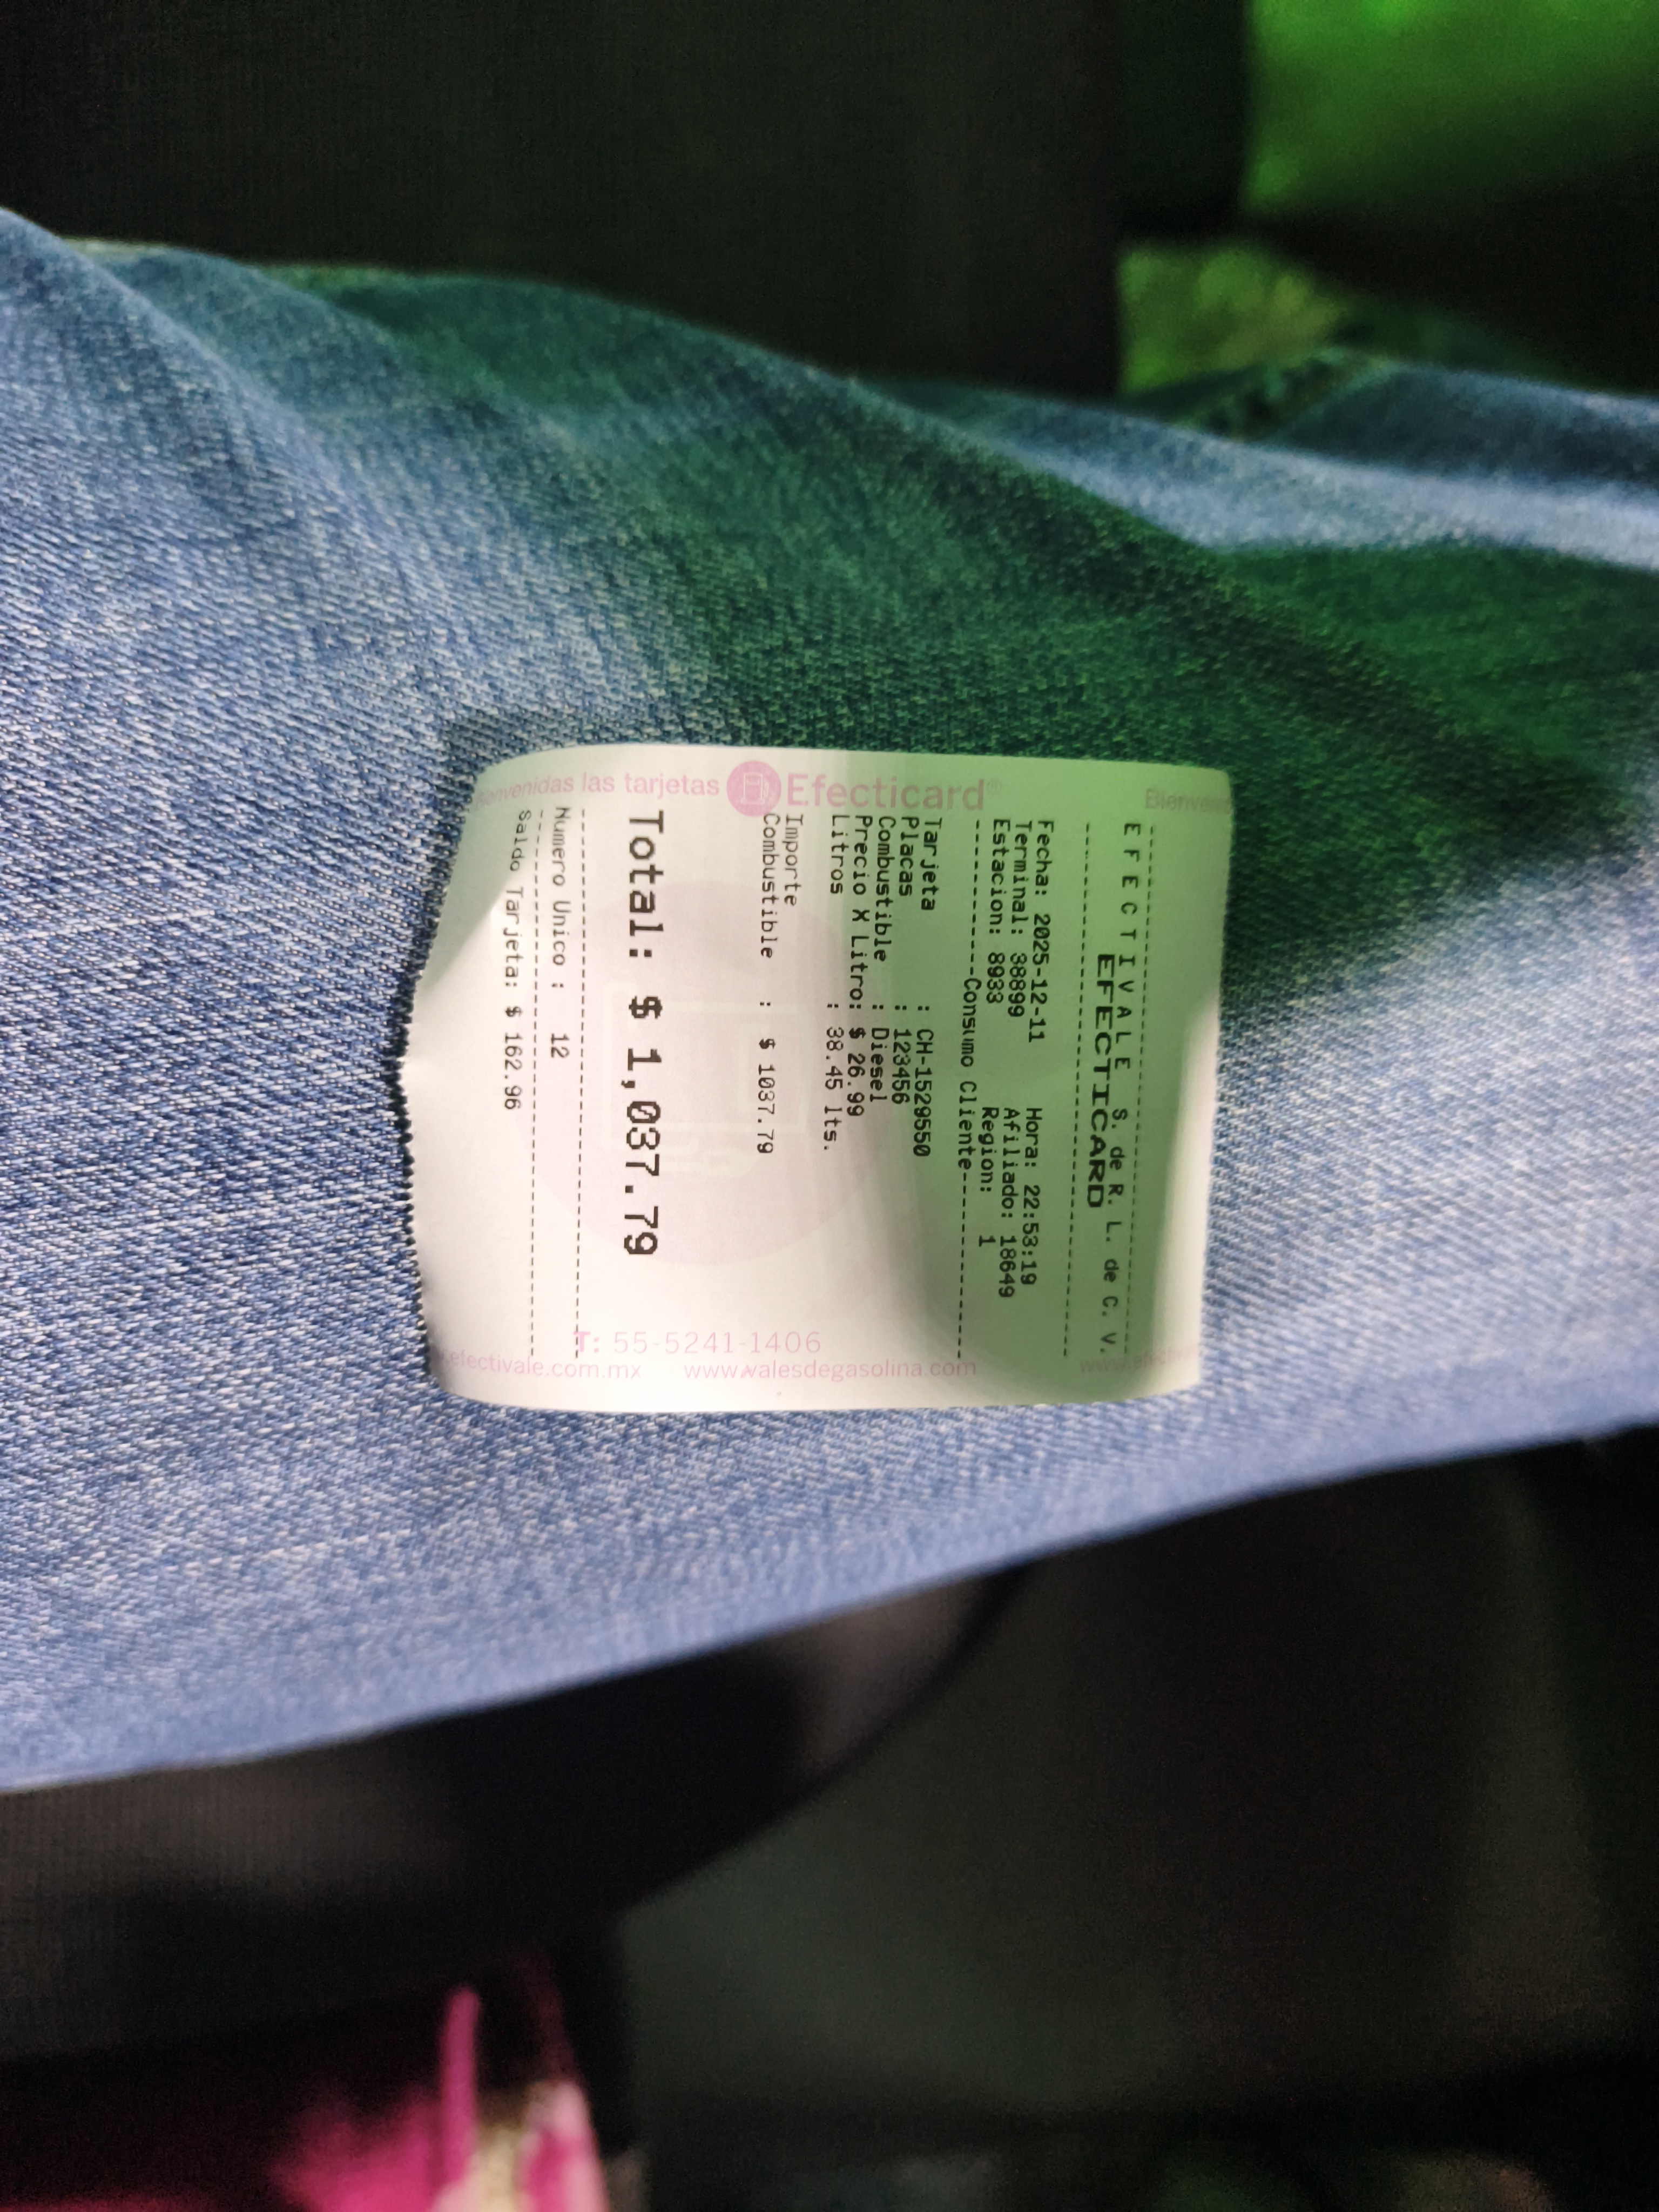 EFECTIVALE S. de R. L. de C. V.
EFECTICARD
Fecha: 2025-12-11 Hora: 22:53:19
Terminal: 38899 Afiliado: 18649
Estacion: 8933 Region: 1
--------Consumo Cliente--------
Tarjeta : CH-1529550
Placas : 123456
Combustible : Diesel
Precio X Litro: $ 26.99
Litros : 38.45 lts.
Importe
Combustible : $ 1037.79
Total: $ 1,037.79
Numero Unico : 12
Saldo Tarjeta: $ 162.96
Bienvenidas las tarjetas Efecticard®
T: 55-5241-1406
efectivale.com.mx www.valesdegasolina.com